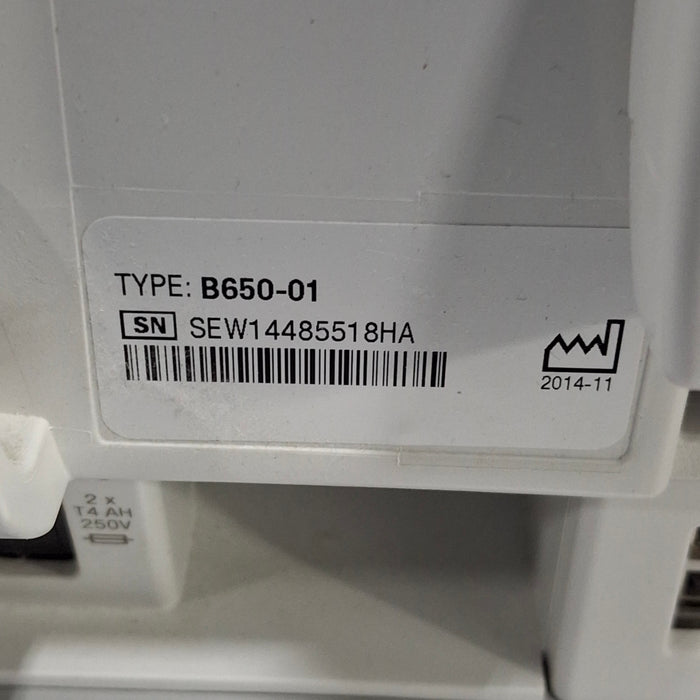 TYPE: B650-01
SN SEW14485518HA
2014-11
2 x
T4 AH
250V